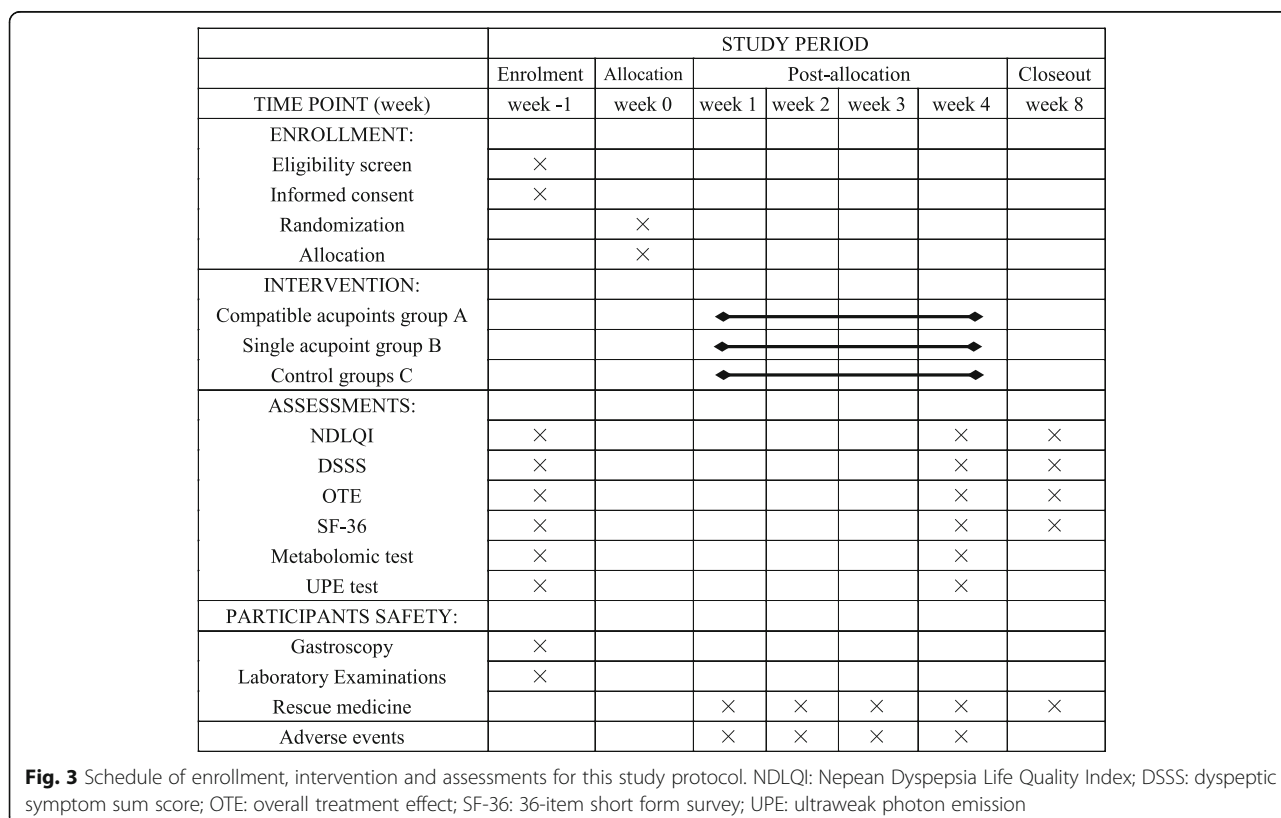 STUDY PERIOD
Enrolment Allocation Post-allocation Closeout
TIME POINT (week) week -1 week 0 week 1 week 2 week 3 week 4 week 8
ENROLLMENT:
Eligibility screen ×
Informed consent ×
Randomization ×
Allocation ×
INTERVENTION:
Compatible acupoints group A
Single acupoint group B
Control groups C
ASSESSMENTS:
NDLQI × × ×
DSSS × × ×
OTE × × ×
SF-36 × × ×
Metabolomic test × ×
UPE test × ×
PARTICIPANTS SAFETY:
Gastroscopy ×
Laboratory Examinations ×
Rescue medicine × × × × ×
Adverse events × × × ×
Fig. 3 Schedule of enrollment, intervention and assessments for this study protocol. NDLQI: Nepean Dyspepsia Life Quality Index; DSSS: dyspeptic
symptom sum score; OTE: overall treatment effect; SF-36: 36-item short form survey; UPE: ultraweak photon emission